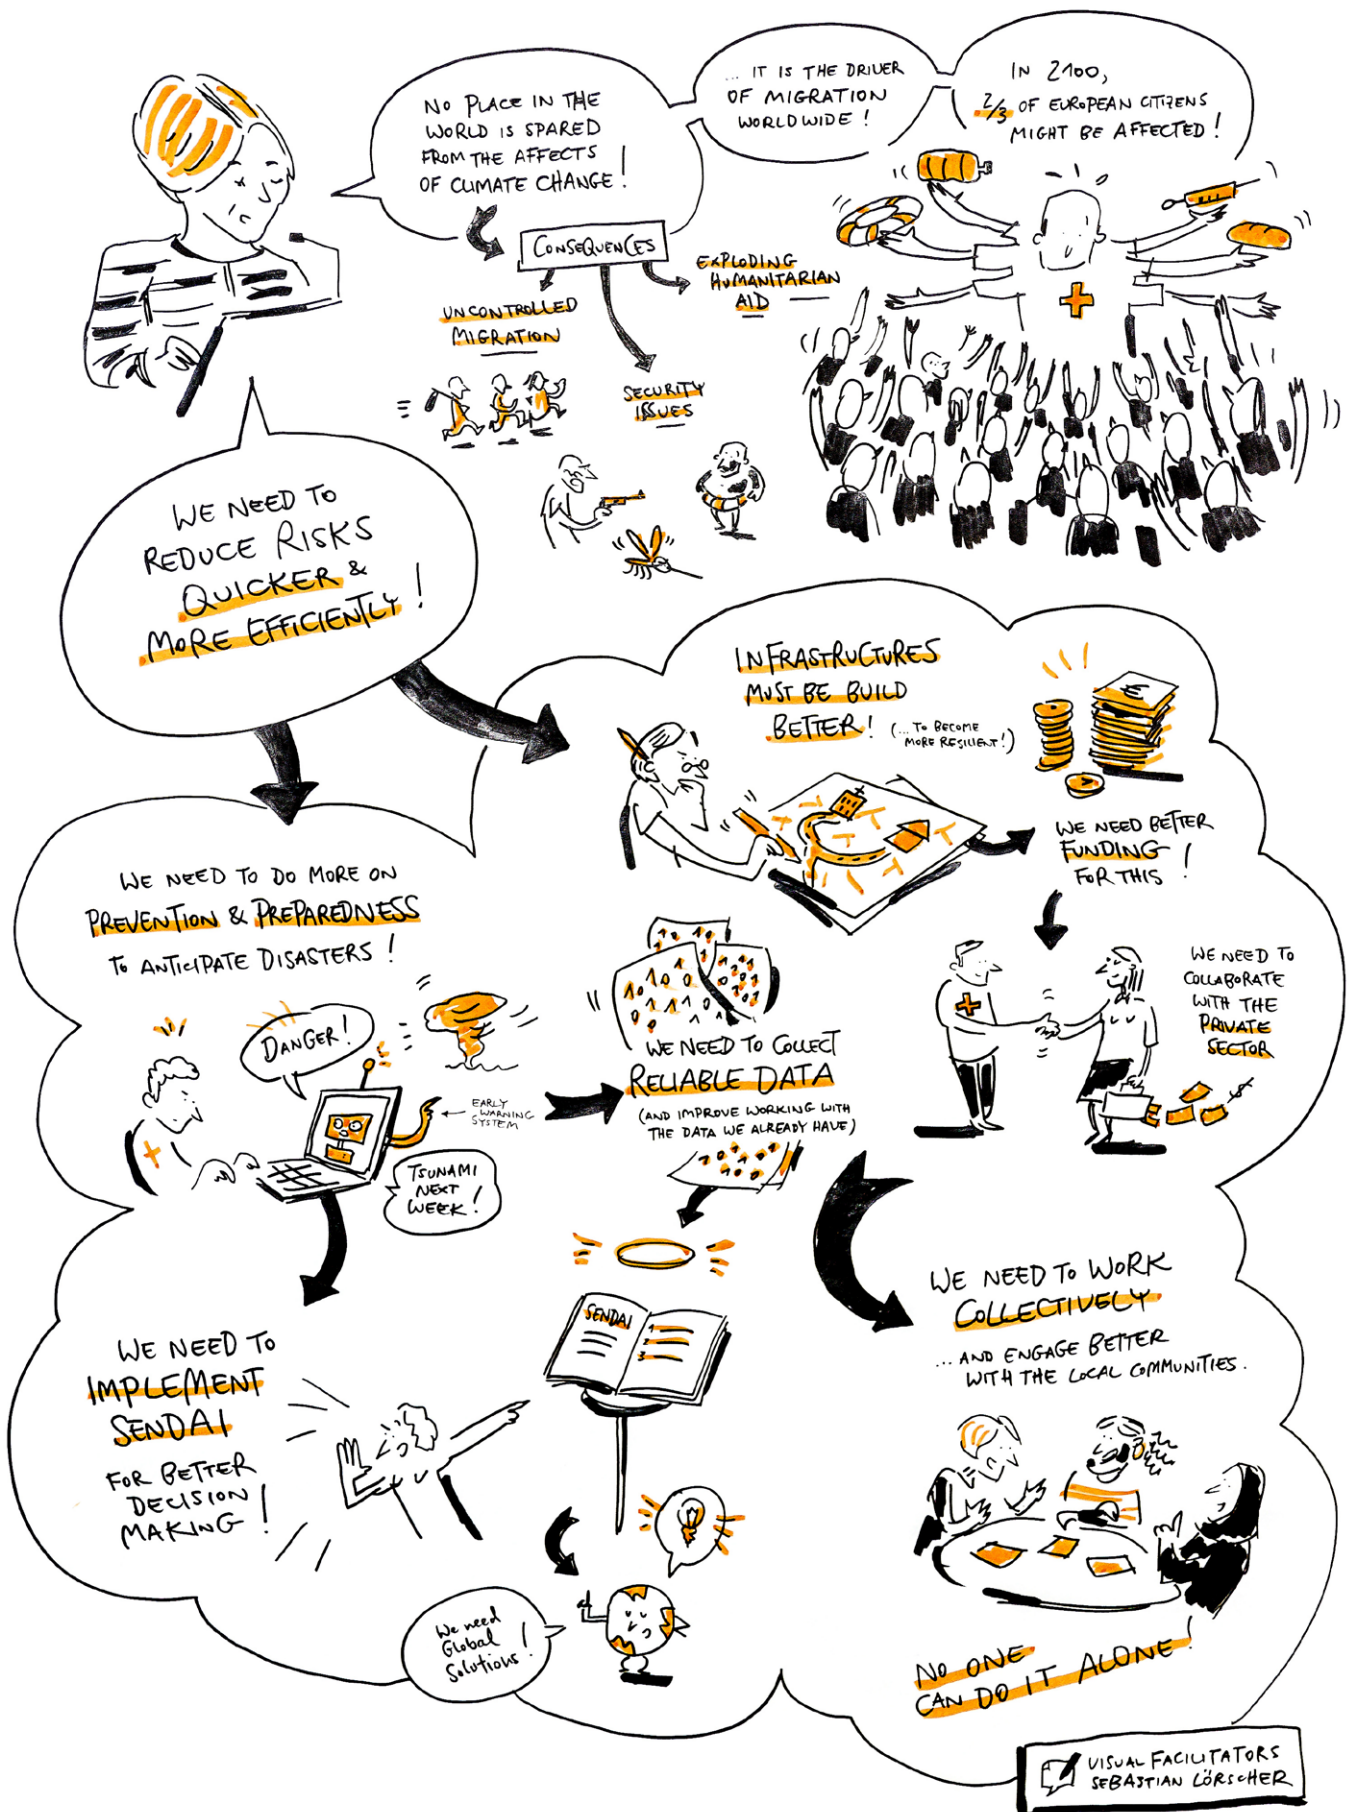 NO PLACE IN THE
WORLD IS SPARED
FROM THE AFFECTS
OF CLIMATE CHANGE!
... IT IS THE DRIVER
OF MIGRATION
WORLDWIDE!
IN 2100,
2/3 OF EUROPEAN CITIZENS
MIGHT BE AFFECTED!
CONSEQUENCES
UNCONTROLLED
MIGRATION
SECURITY
ISSUES
EXPLODING
HUMANITARIAN
AID
WE NEED TO
REDUCE RISKS
QUICKER &
MORE EFFICIENTLY!
INFRASTRUCTURES
MUST BE BUILD
BETTER!
(... TO BECOME
MORE RESILIENT!)
€
WE NEED BETTER
FUNDING
FOR THIS!
WE NEED TO
COLLABORATE
WITH THE
PRIVATE
SECTOR
$
WE NEED TO DO MORE ON
PREVENTION & PREPAREDNESS
TO ANTICIPATE DISASTERS!
DANGER!
EARLY
WARNING
SYSTEM
TSUNAMI
NEXT
WEEK!
WE NEED TO COLLECT
RELIABLE DATA
(AND IMPROVE WORKING WITH
THE DATA WE ALREADY HAVE)
WE NEED TO
IMPLEMENT
SENDAI
FOR BETTER
DECISION
MAKING!
SENDAI
1
2
3
We need
Global
Solutions!
WE NEED TO WORK
COLLECTIVELY
... AND ENGAGE BETTER
WITH THE LOCAL COMMUNITIES.
NO ONE
CAN DO IT ALONE!
VISUAL FACILITATORS
SEBASTIAN LÖRSCHER